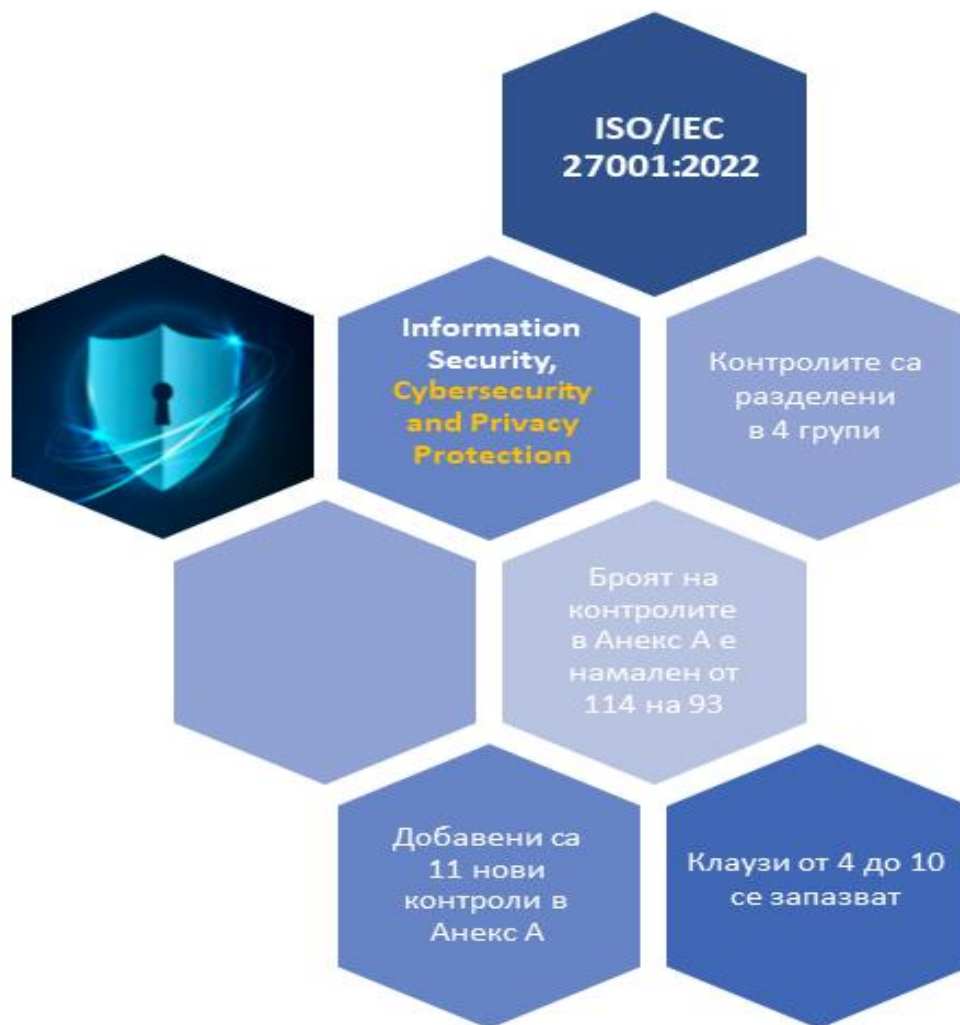 ISO/IEC
27001:2022
Information
Security,
Cybersecurity
and Privacy
Protection
Контролите са
разделени
в 4 групи
Броят на
контролите
в Анекс А е
намален от
114 на 93
Добавени са
11 нови
контроли в
Анекс А
Клаузи от 4 до 10
се запазват